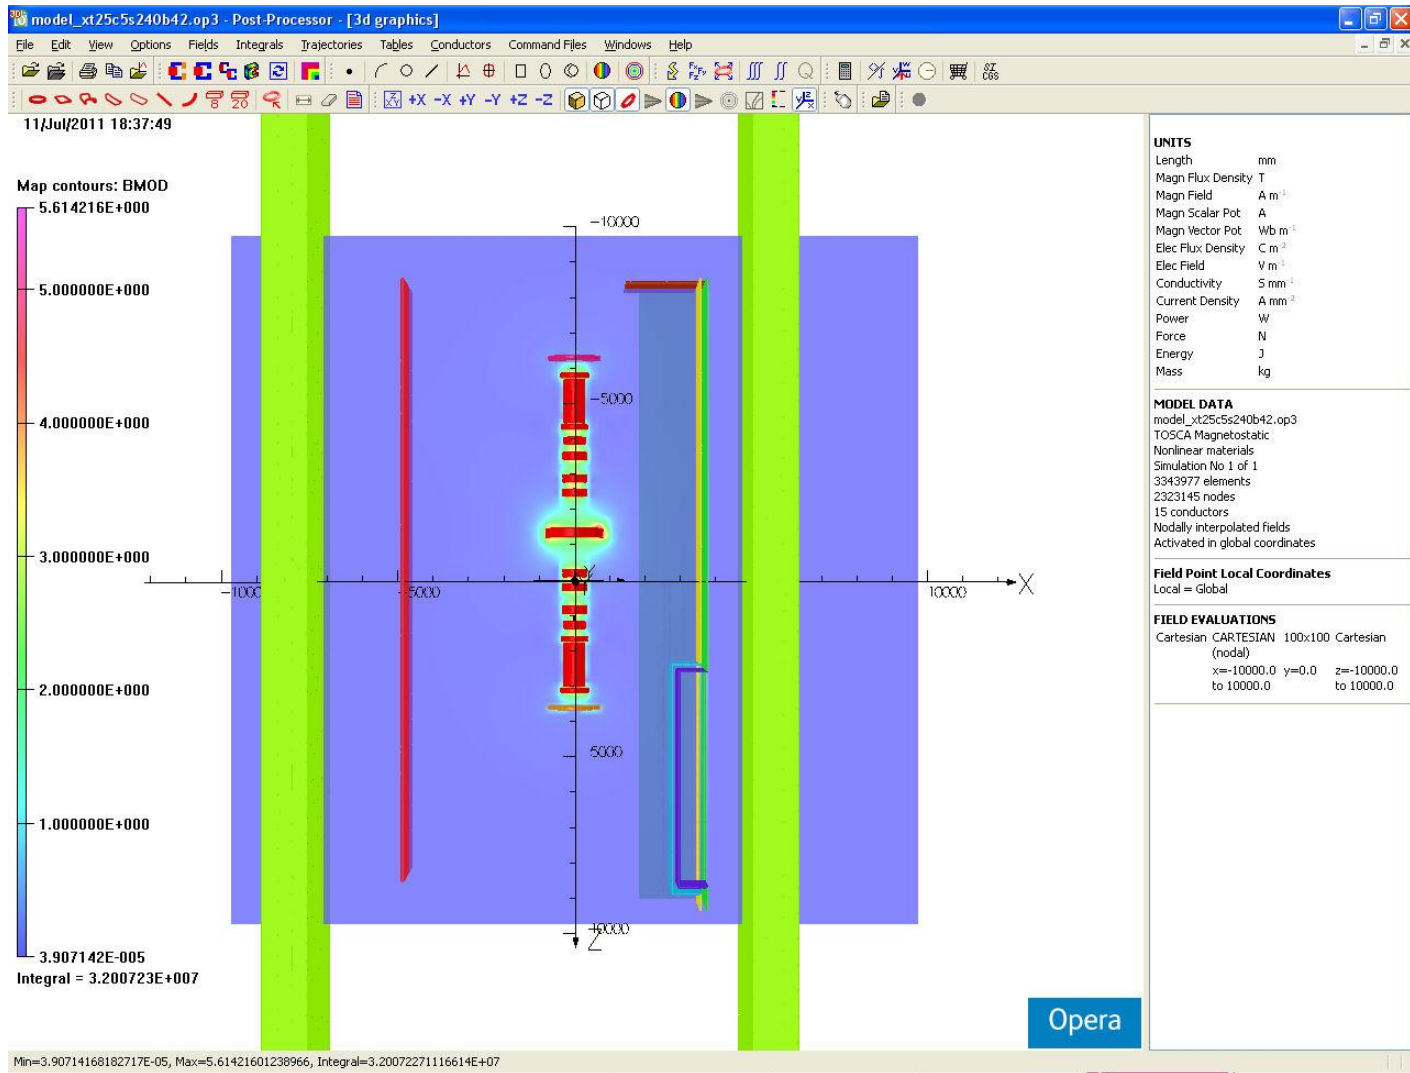 model_xt25c5s240b42.op3 - Post-Processor - [3d graphics]
File Edit View Options Fields Integrals Trajectories Tables Conductors Command Files Windows Help
+X -X +Y -Y +Z -Z
11/Jul/2011 18:37:49
Map contours: BMOD
5.614216E+000
5.000000E+000
4.000000E+000
3.000000E+000
2.000000E+000
1.000000E+000
3.907142E-005
Integral = 3.200723E+007
-10000
-5000
-1000
-5000
10000
X
5000
10000
Z
Opera
UNITS
Length mm
Magn Flux Density T
Magn Field A m-1
Magn Scalar Pot A
Magn Vector Pot Wb m-1
Elec Flux Density C m-2
Elec Field V m-1
Conductivity S mm-1
Current Density A mm-2
Power W
Force N
Energy J
Mass kg
MODEL DATA
model_xt25c5s240b42.op3
TOSCA Magnetostatic
Nonlinear materials
Simulation No 1 of 1
3343977 elements
2323145 nodes
15 conductors
Nodally interpolated fields
Activated in global coordinates
Field Point Local Coordinates
Local = Global
FIELD EVALUATIONS
Cartesian CARTESIAN 100x100 Cartesian
(nodal)
x=-10000.0 y=0.0 z=-10000.0
to 10000.0 to 10000.0
Min=3.90714168182717E-05, Max=5.61421601238966, Integral=3.20072271116614E+07